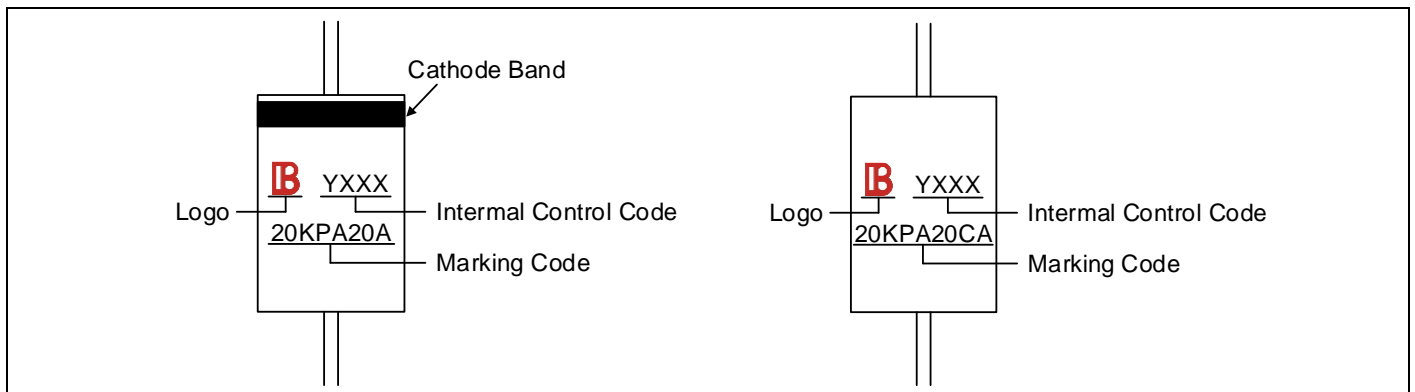 Cathode Band
B YXXX
Logo
Intermal Control Code
20KPA20A
Marking Code
B YXXX
Logo
Intermal Control Code
20KPA20CA
Marking Code